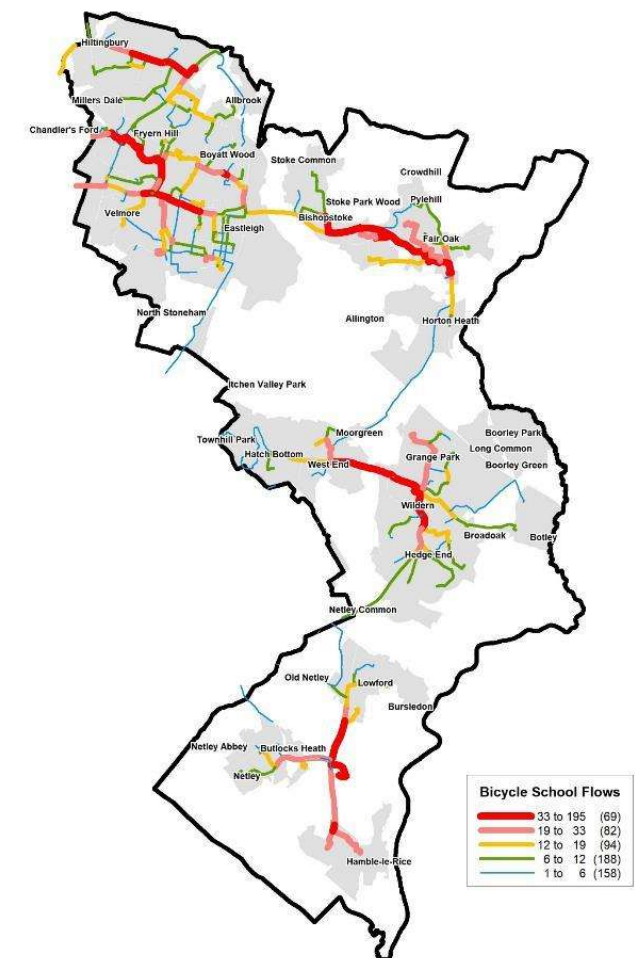 Hiltingbury
Millers Dale
Allbrook
Chandler's Ford
Fryern Hill
Boyatt Wood
Stoke Common
Crowdhill
Stoke Park Wood
Pylehill
Velmore
Bishopstoke
Eastleigh
Fair Oak
North Stoneham
Allington
Horton Heath
Itchen Valley Park
Townhill Park
Moorgreen
Boorley Park
Hatch Bottom
Long Common
West End
Grange Park
Boorley Green
Wildern
Broadoak
Botley
Hedge End
Netley Common
Old Netley
Lowford
Bursledon
Netley Abbey
Butlocks Heath
Netley
Hamble-le-Rice
Bicycle School Flows
33 to 195 (69)
19 to 33 (82)
12 to 19 (94)
6 to 12 (188)
1 to 6 (158)